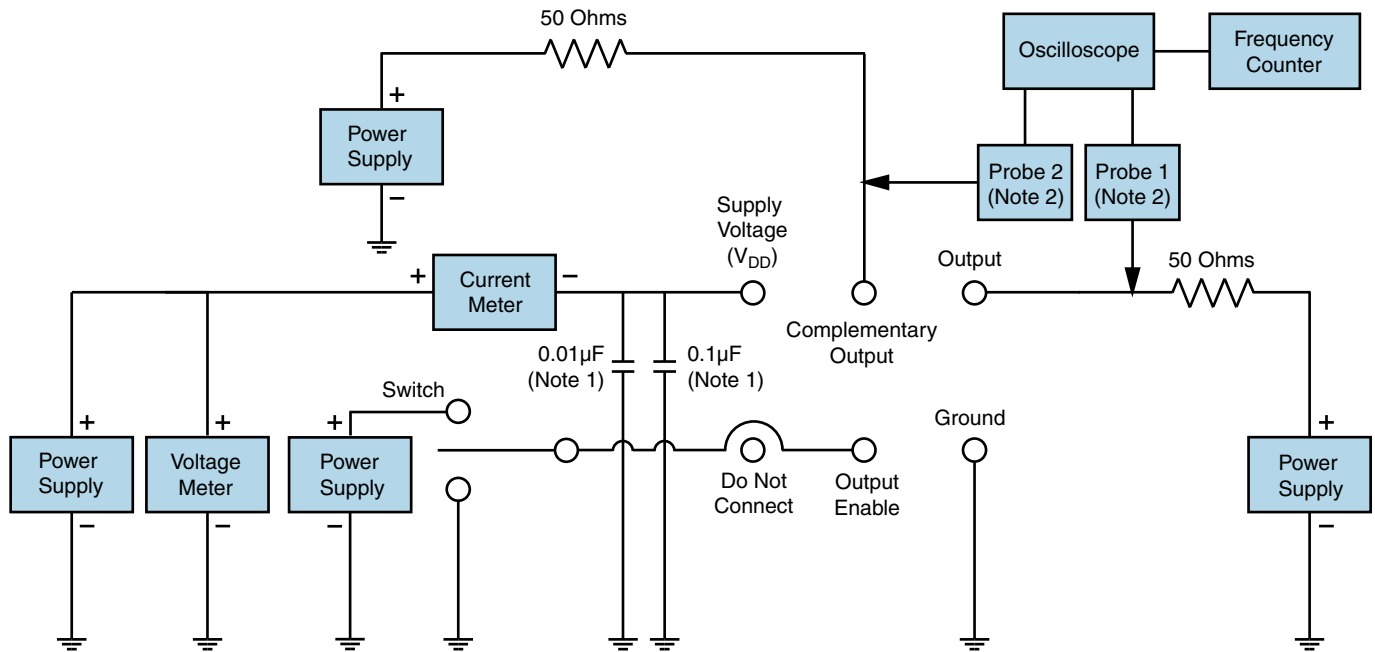 50 Ohms
Oscilloscope
Frequency
Counter
+
Power
Supply
−
Probe 2
(Note 2)
Probe 1
(Note 2)
Supply
Voltage
(VDD)
Output
50 Ohms
+
Current
Meter
−
Complementary
Output
0.01µF
(Note 1)
0.1µF
(Note 1)
Switch
Ground
+
Power
Supply
−
+
Voltage
Meter
−
+
Power
Supply
−
Do Not
Connect
Output
Enable
+
Power
Supply
−